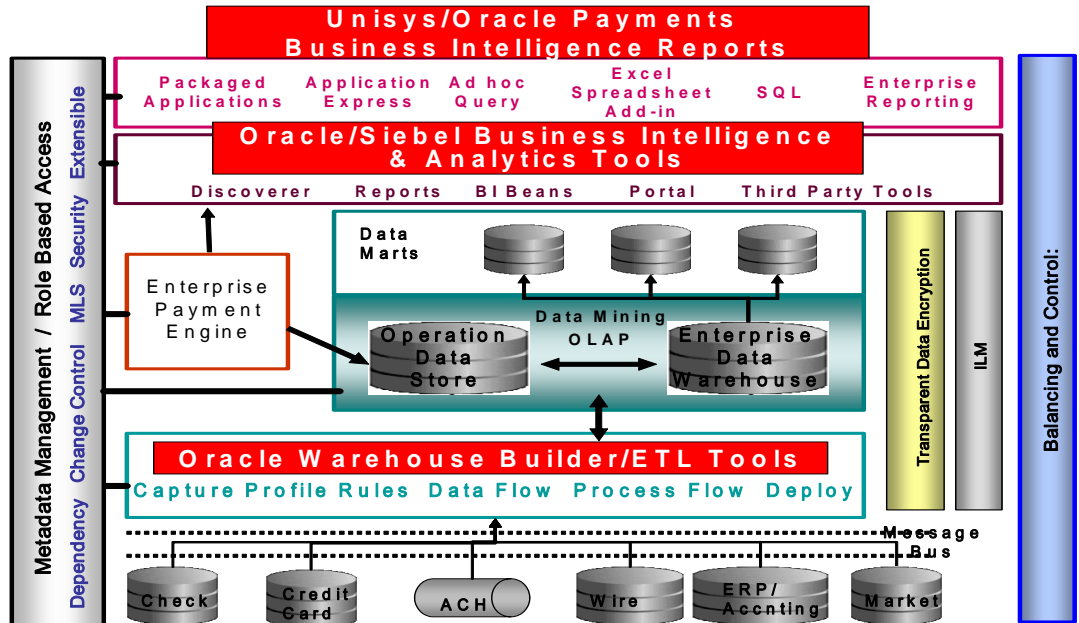 Unisys/Oracle Payments
Business Intelligence Reports
Packaged
Applications
Application
Express
Ad hoc
Query
Excel
Spreadsheet
Add-in
SQL
Enterprise
Reporting
Oracle/Siebel Business Intelligence
& Analytics Tools
Discoverer
Reports
BI Beans
Portal
Third Party Tools
Metadata Management / Role Based Access
Dependency Change Control MLS Security Extensible
Enterprise
Payment
Engine
Data
Marts
Data Mining
OLAP
Operation
Data
Store
Enterprise
Data
Warehouse
Transparent Data Encryption
ILM
Balancing and Control:
Oracle Warehouse Builder/ETL Tools
Capture Profile Rules Data Flow Process Flow Deploy
Message
Bus
Check
Credit
Card
ACH
Wire
ERP/
Accnting
Market